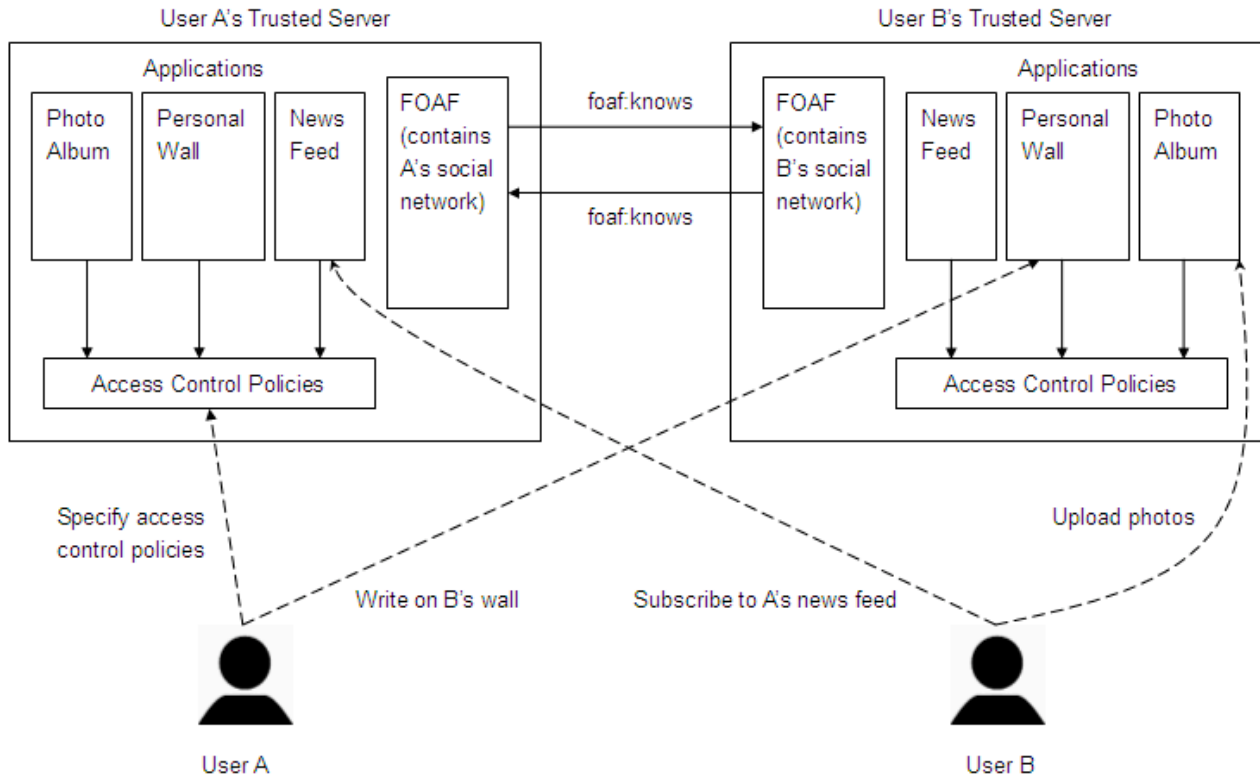 User A's Trusted Server
Applications
Photo
Album
Personal
Wall
News
Feed
FOAF
(contains
A's social
network)
Access Control Policies
foaf:knows
foaf:knows
User B's Trusted Server
Applications
FOAF
(contains
B's social
network)
News
Feed
Personal
Wall
Photo
Album
Access Control Policies
Specify access
control policies
Write on B's wall
Subscribe to A's news feed
Upload photos
User A
User B